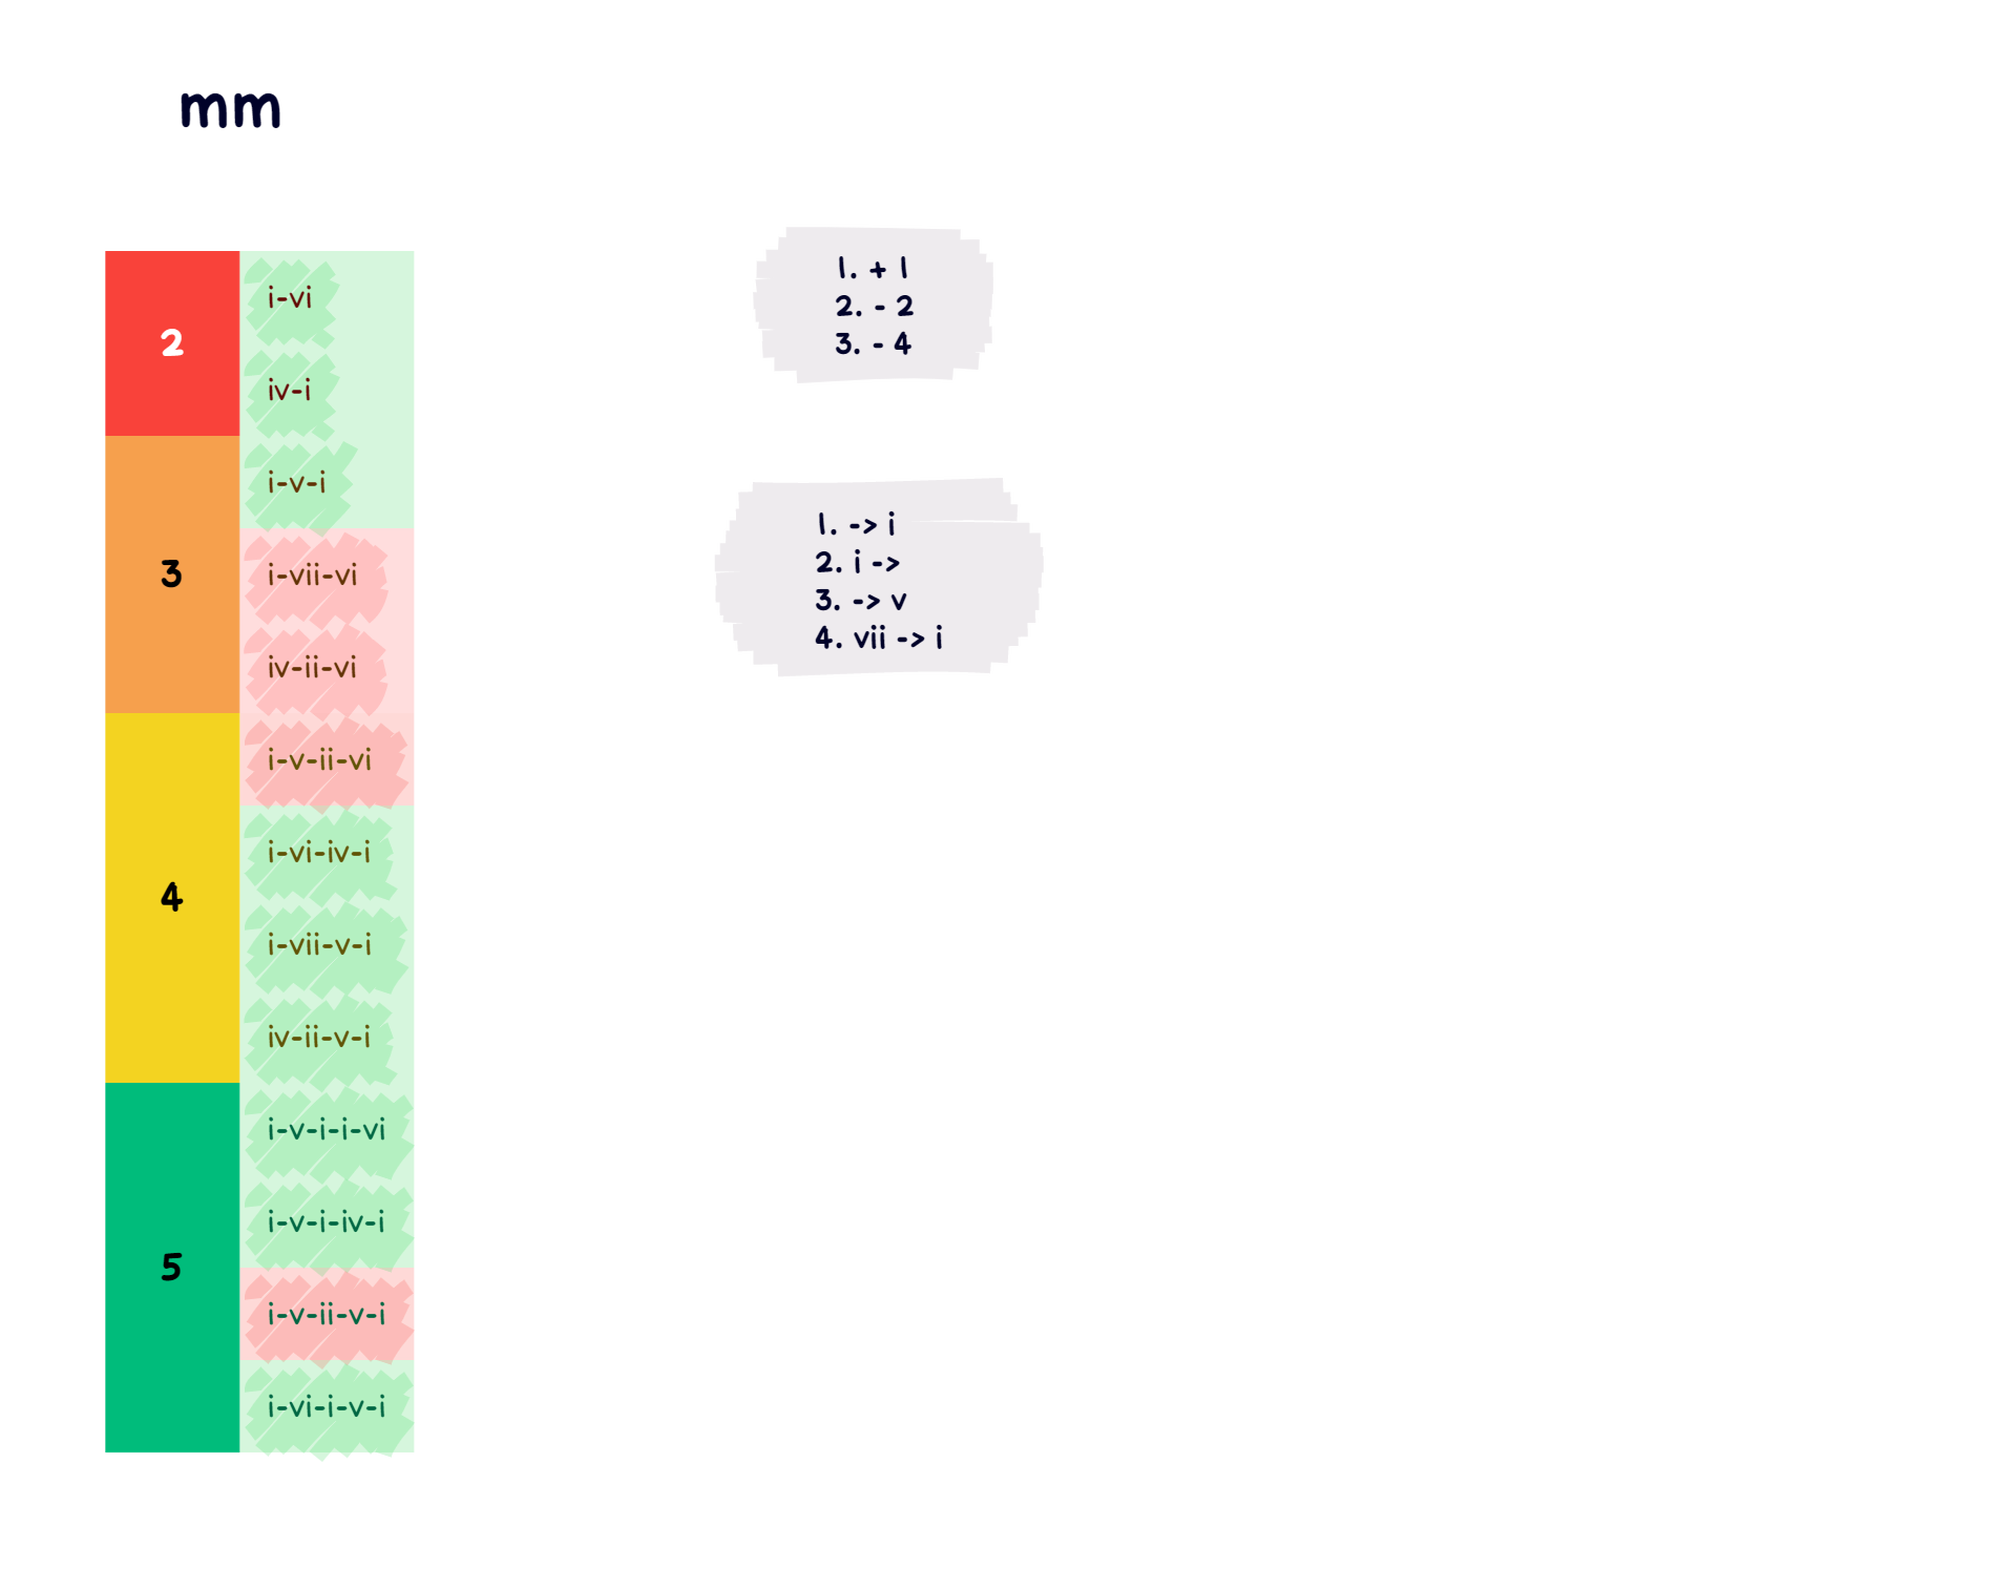 mm
2
i-vi
iv-i
3
i-v-i
i-vii-vi
iv-ii-vi
4
i-v-ii-vi
i-vi-iv-i
i-vii-v-i
iv-ii-v-i
5
i-v-i-i-vi
i-v-i-iv-i
i-v-ii-v-i
i-vi-i-v-i
1. + 1
2. - 2
3. - 4
1. -> i
2. i ->
3. -> v
4. vii -> i